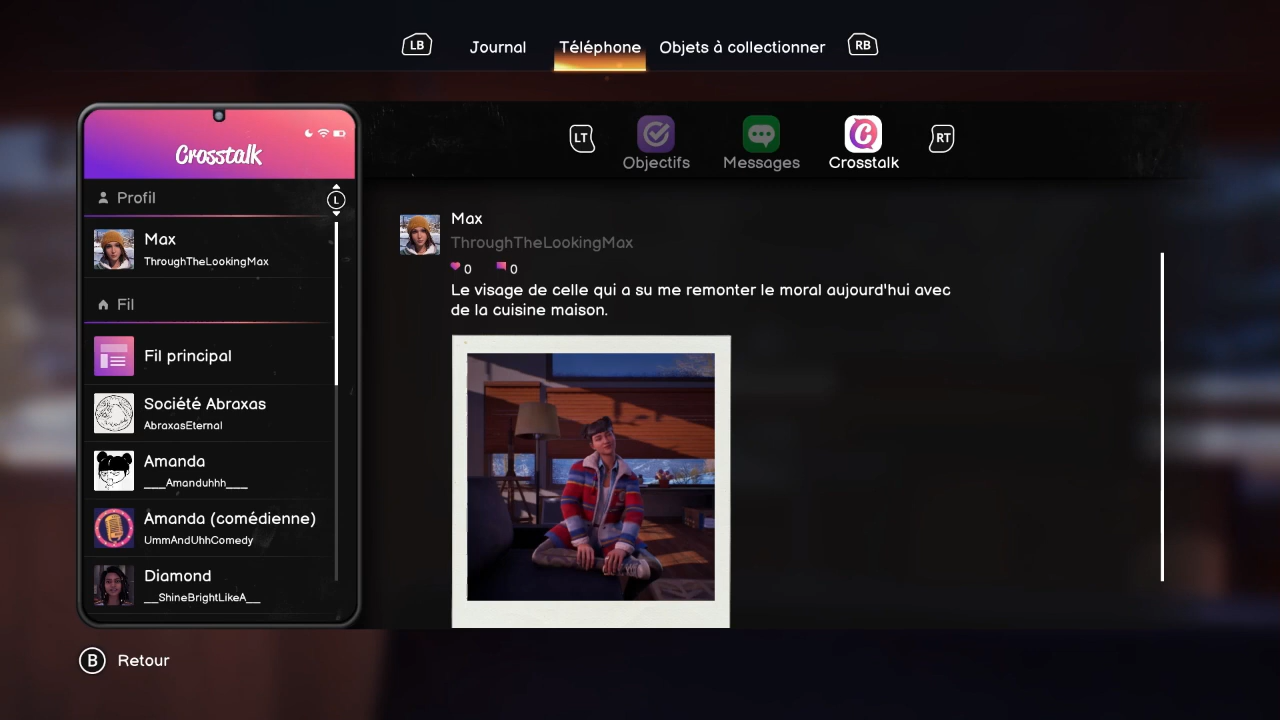 LB Journal Téléphone Objets à collectionner RB
Crosstalk
LT RT
Objectifs Messages Crosstalk
Profil
L
Max
ThroughTheLookingMax
Fil
Fil principal
Société Abraxas
AbraxasEternal
Amanda
___Amanduhhh___
Amanda (comédienne)
UmmAndUhhComedy
Diamond
__ShineBrightLikeA__
Max
ThroughTheLookingMax
0 0
Le visage de celle qui a su me remonter le moral aujourd'hui avec
de la cuisine maison.
B Retour